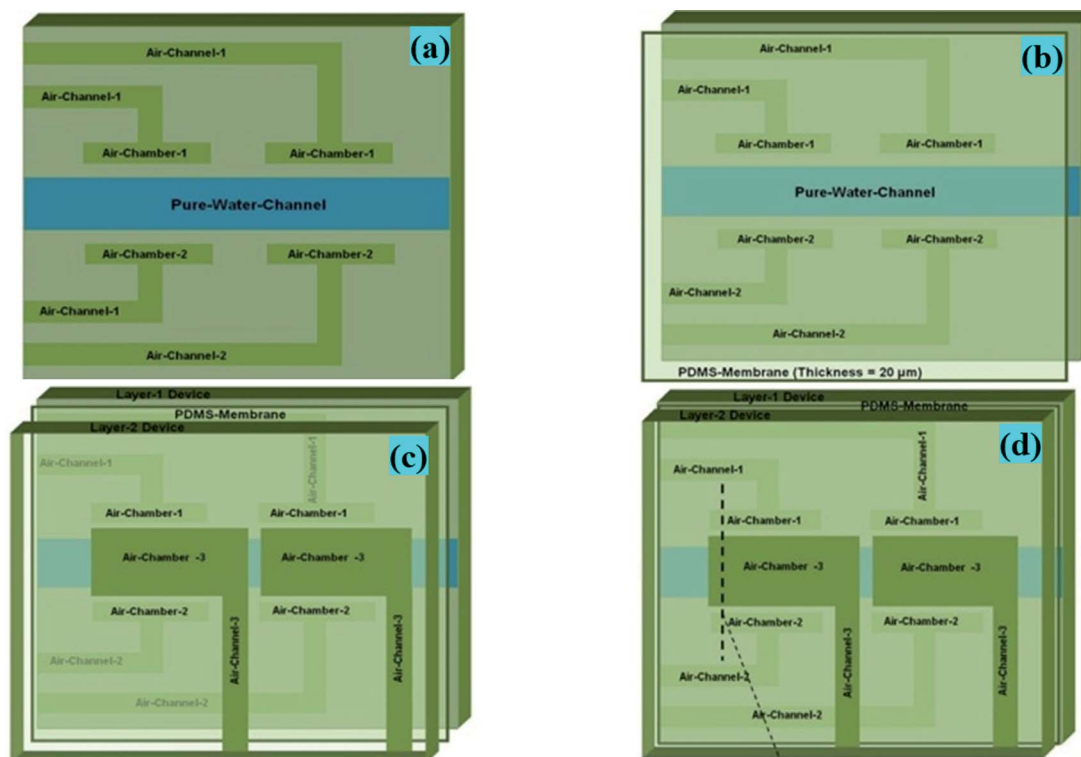 (a)
Air-Channel-1
Air-Channel-1
Air-Chamber-1
Air-Chamber-1
Pure-Water-Channel
Air-Chamber-2
Air-Chamber-2
Air-Channel-1
Air-Channel-2
(b)
Air-Channel-1
Air-Channel-1
Air-Chamber-1
Air-Chamber-1
Pure-Water-Channel
Air-Chamber-2
Air-Chamber-2
Air-Channel-2
Air-Channel-2
PDMS-Membrane (Thickness = 20 µm)
Layer-1 Device
PDMS-Membrane
Layer-2 Device
(c)
Air-Channel-1
Air-Channel-1
Air-Chamber-1
Air-Chamber-1
Air-Chamber -3
Air-Chamber -3
Air-Chamber-2
Air-Chamber-2
Air-Channel-2
Air-Channel-2
Air-Channel-3
Air-Channel-3
Layer-1 Device
PDMS-Membrane
Layer-2 Device
(d)
Air-Channel-1
Air-Channel-1
Air-Chamber-1
Air-Chamber-1
Air-Chamber -3
Air-Chamber -3
Air-Chamber-2
Air-Chamber-2
Air-Channel-2
Air-Channel-2
Air-Channel-3
Air-Channel-3